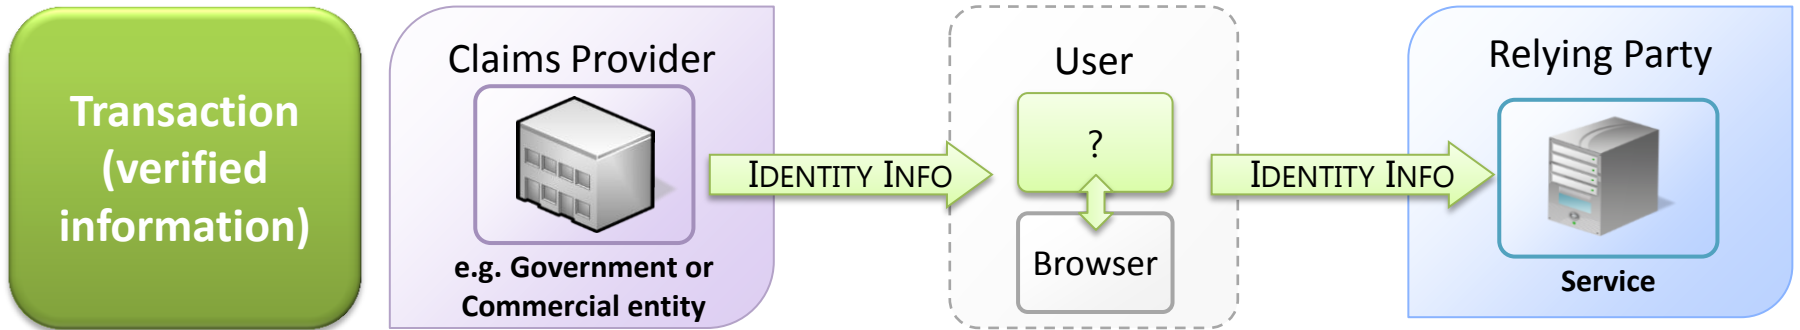 Transaction
(verified
information)
Claims Provider
e.g. Government or
Commercial entity
IDENTITY INFO
User
?
Browser
IDENTITY INFO
Relying Party
Service